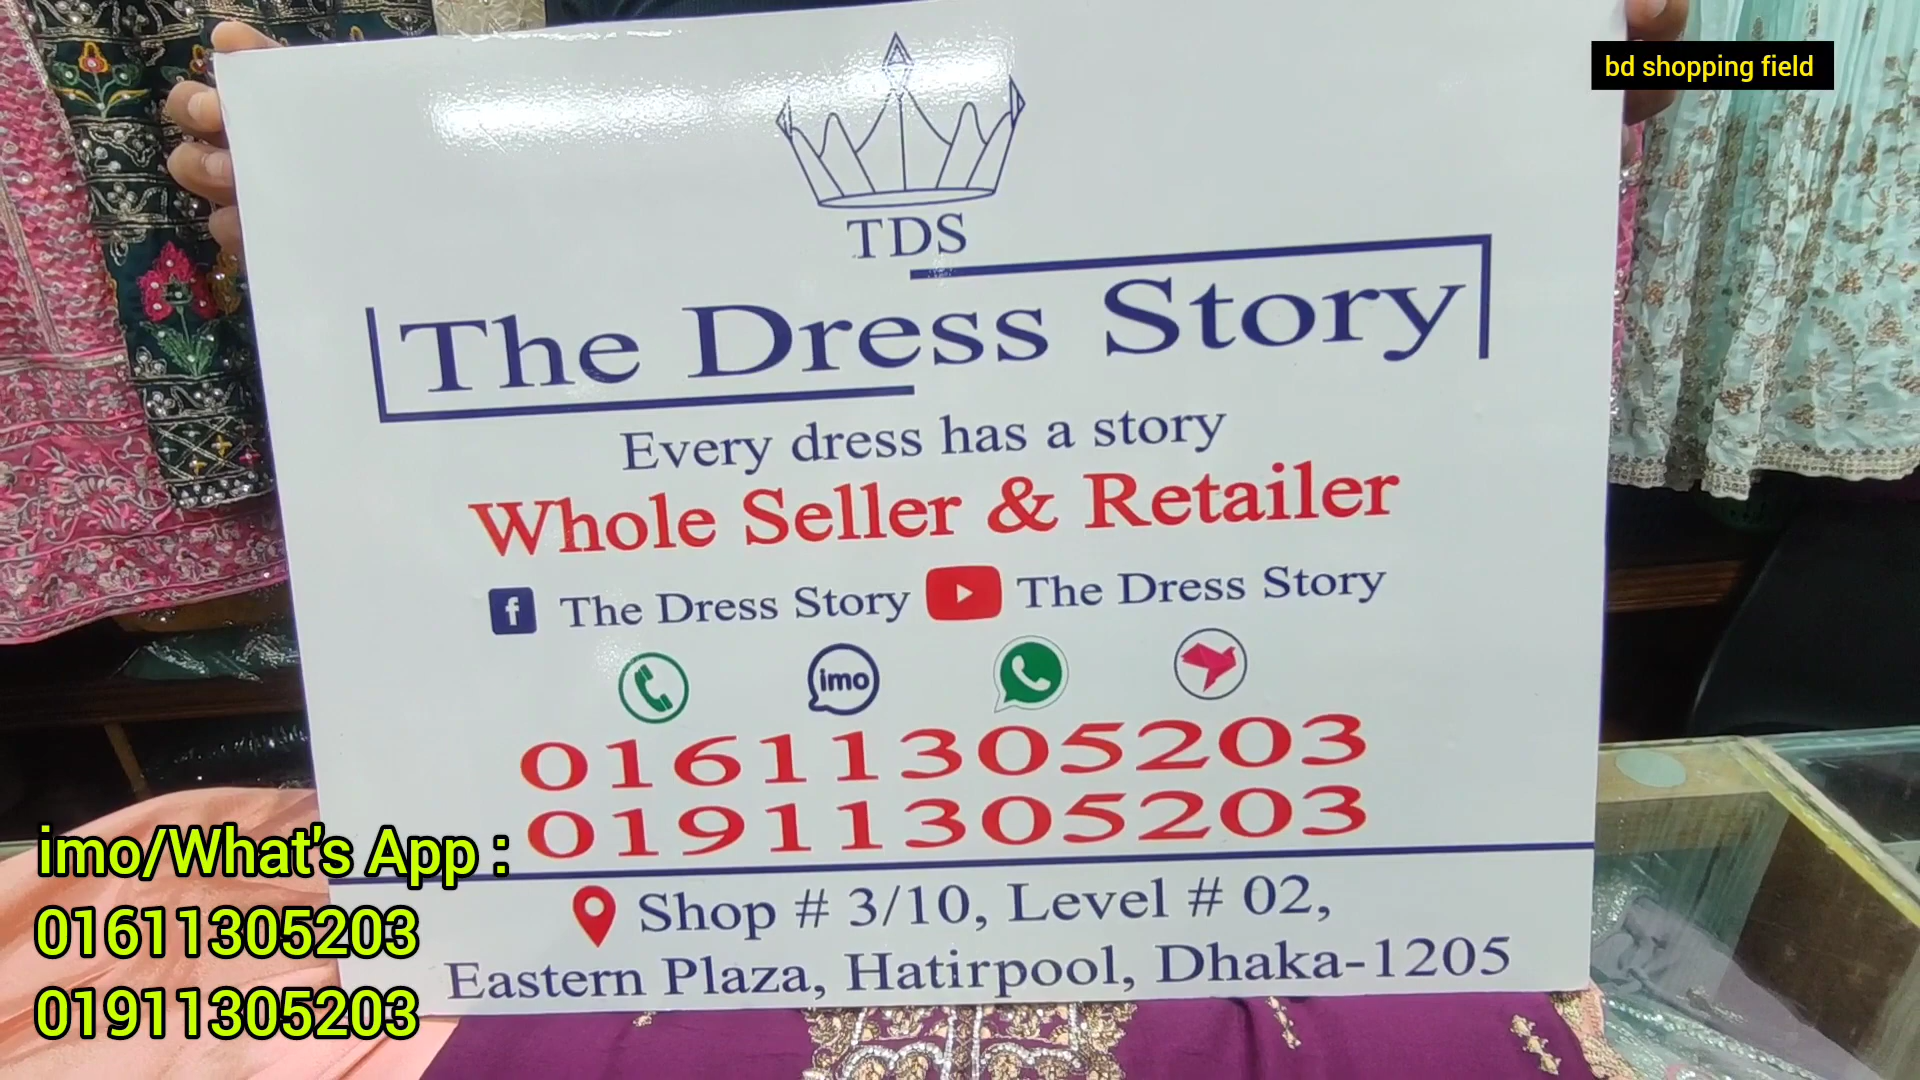 bd shopping field
TDS
The Dress Story
Every dress has a story
Whole Seller & Retailer
f The Dress Story The Dress Story
imo
01611305203
01911305203
Shop # 3/10, Level # 02,
Eastern Plaza, Hatirpool, Dhaka-1205
imo/What's App :
01611305203
01911305203